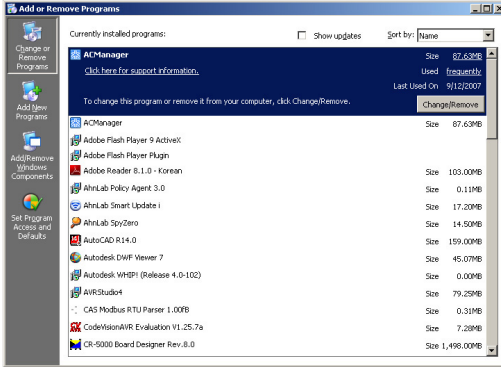 Add or Remove Programs
Change or
Remove
Programs
Add New
Programs
Add/Remove
Windows
Components
Set Program
Access and
Defaults
Currently installed programs:
Show updates
Sort by: Name
ACManager Size 87.63MB
Click here for support information. Used frequently
Last Used On 9/12/2007
To change this program or remove it from your computer, click Change/Remove. Change/Remove
ACManager Size 87.63MB
Adobe Flash Player 9 ActiveX
Adobe Flash Player Plugin
Adobe Reader 8.1.0 - Korean Size 103.00MB
AhnLab Policy Agent 3.0 Size 0.11MB
AhnLab Smart Update i Size 17.20MB
AhnLab SpyZero Size 14.50MB
AutoCAD R14.0 Size 159.00MB
Autodesk DWF Viewer 7 Size 45.07MB
Autodesk WHIP! (Release 4.0-102) Size 0.00MB
AVRStudio4 Size 79.25MB
CAS Modbus RTU Parser 1.00fB Size 0.31MB
CodeVisionAVR Evaluation V1.25.7a Size 7.28MB
CR-5000 Board Designer Rev.8.0 Size 1,498.00MB